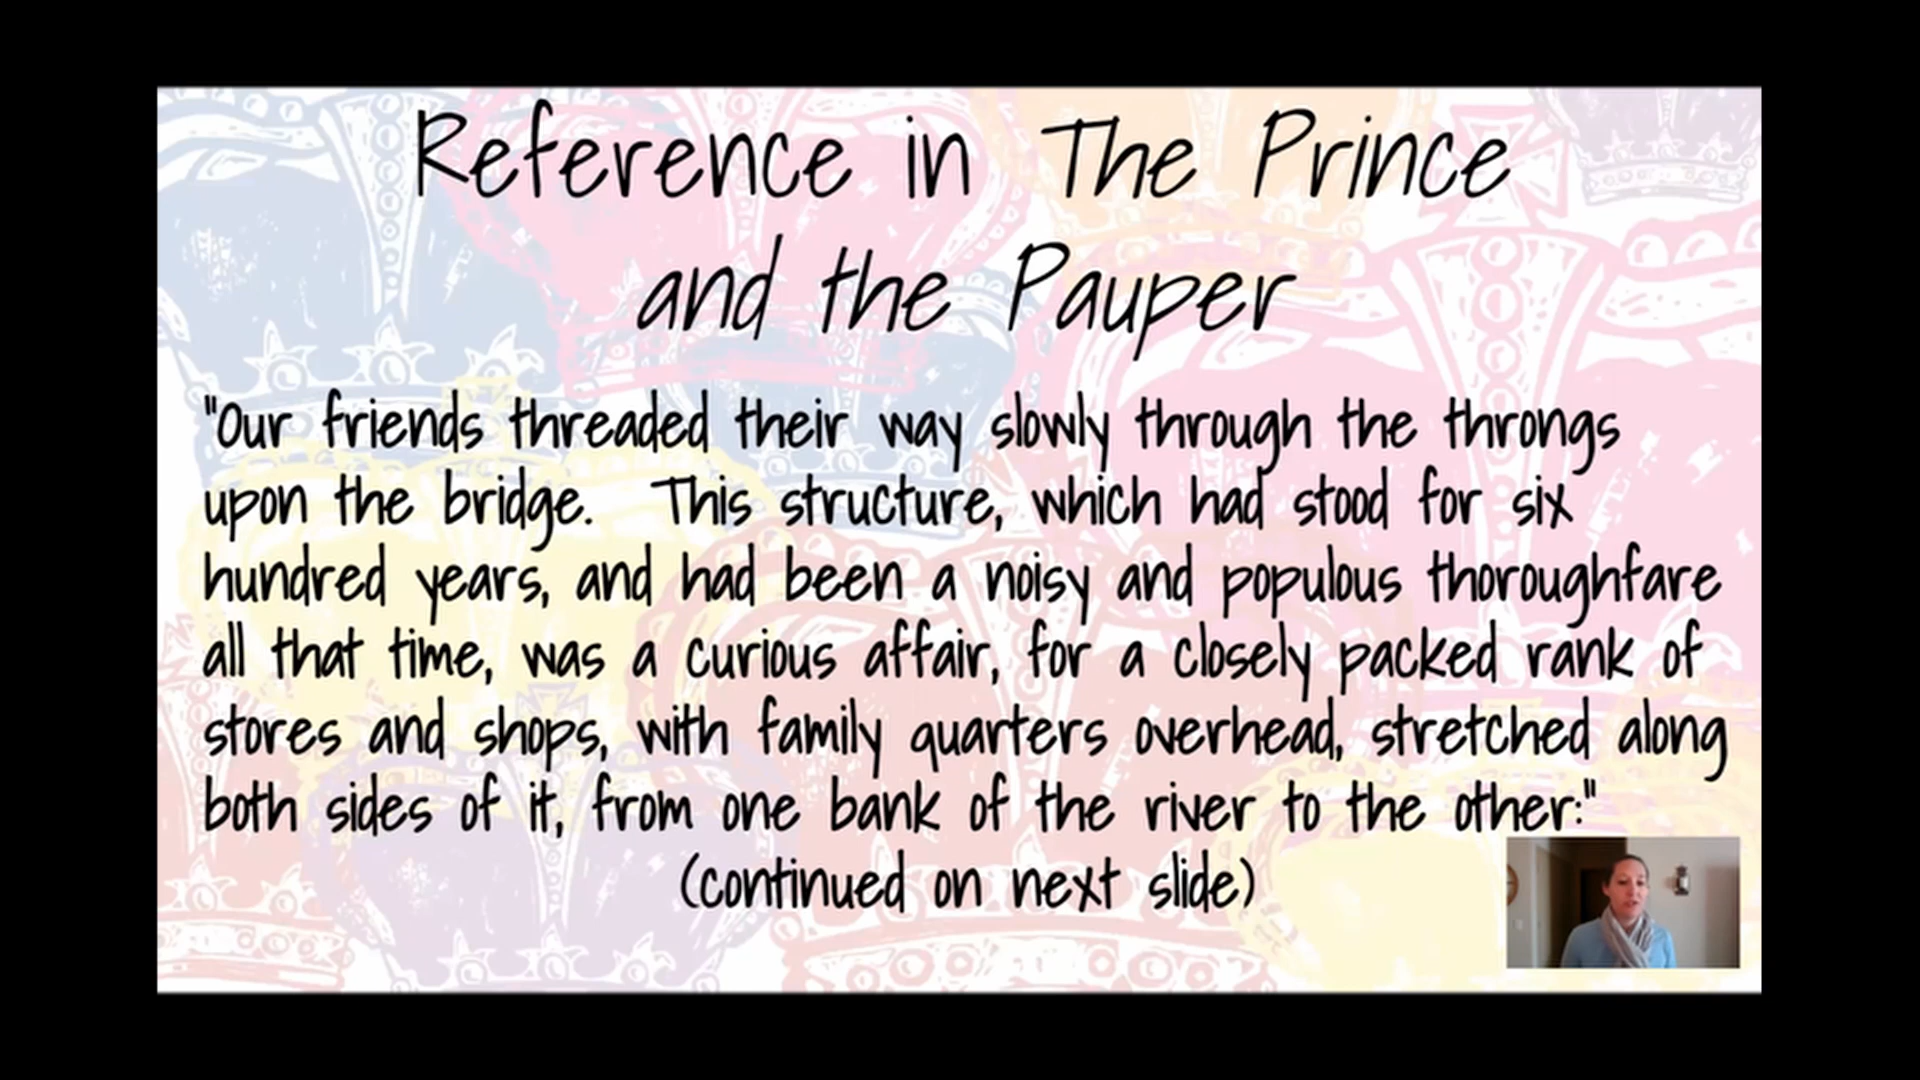 Reference in The Prince
and the Pauper
"Our friends threaded their way slowly through the throngs
upon the bridge. This structure, which had stood for six
hundred years, and had been a noisy and populous thoroughfare
all that time, was a curious affair, for a closely packed rank of
stores and shops, with family quarters overhead, stretched along
both sides of it, from one bank of the river to the other:"
(continued on next slide)